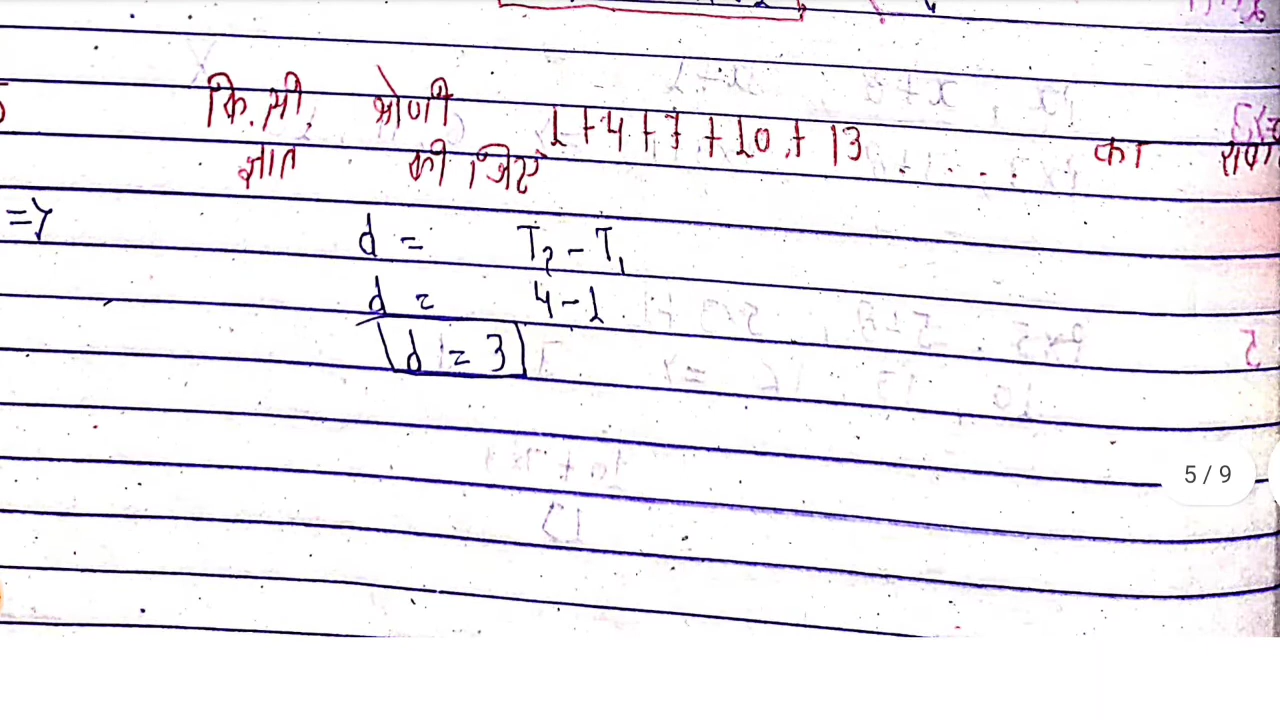 कि.सी. श्रेणी 1 + 4 + 7 + 10 + 13 ........ का
ज्ञात कीजिए
=>
d = T₂ - T₁
d = 4 - 1
d = 3
5 / 9